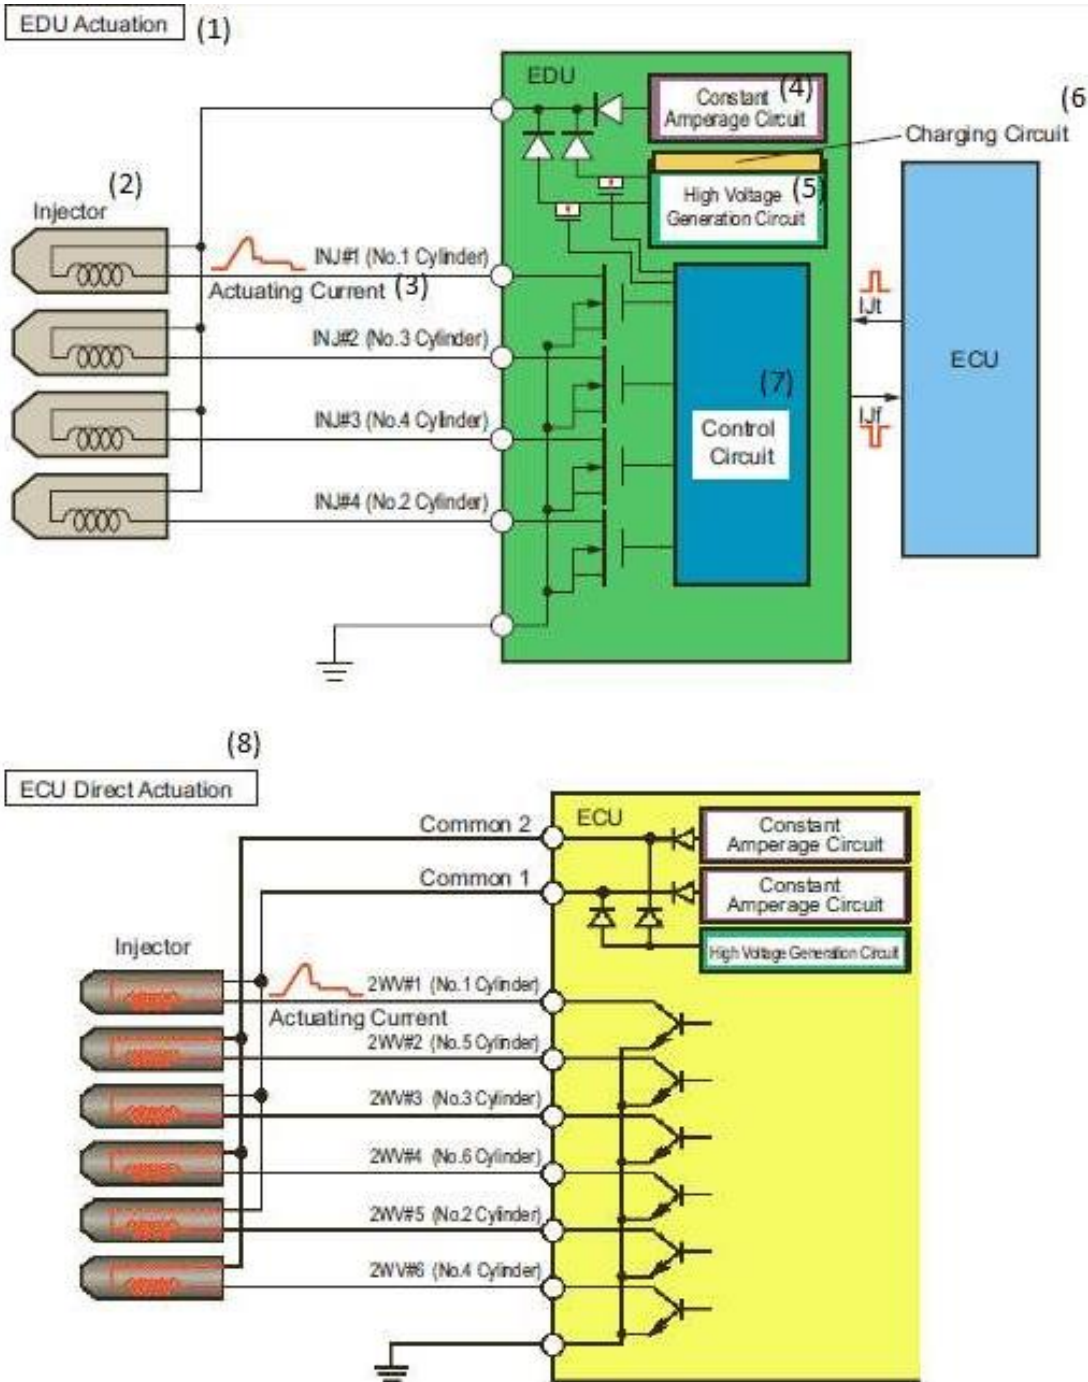 EDU Actuation (1)
EDU
Constant (4)
Amperage Circuit
(6)
Charging Circuit
High Voltage (5)
Generation Circuit
(2)
Injector
INJ#1 (No.1 Cylinder)
Actuating Current (3)
INJ#2 (No.3 Cylinder)
INJ#3 (No.4 Cylinder)
INJ#4 (No.2 Cylinder)
(7)
Control
Circuit
IJt
IJf
ECU
(8)
ECU Direct Actuation
Common 2
Common 1
ECU
Constant
Amperage Circuit
Constant
Amperage Circuit
High Voltage Generation Circuit
Injector
2WV#1 (No.1 Cylinder)
Actuating Current
2WV#2 (No.5 Cylinder)
2WV#3 (No.3 Cylinder)
2WV#4 (No.6 Cylinder)
2WV#5 (No.2 Cylinder)
2WV#6 (No.4 Cylinder)